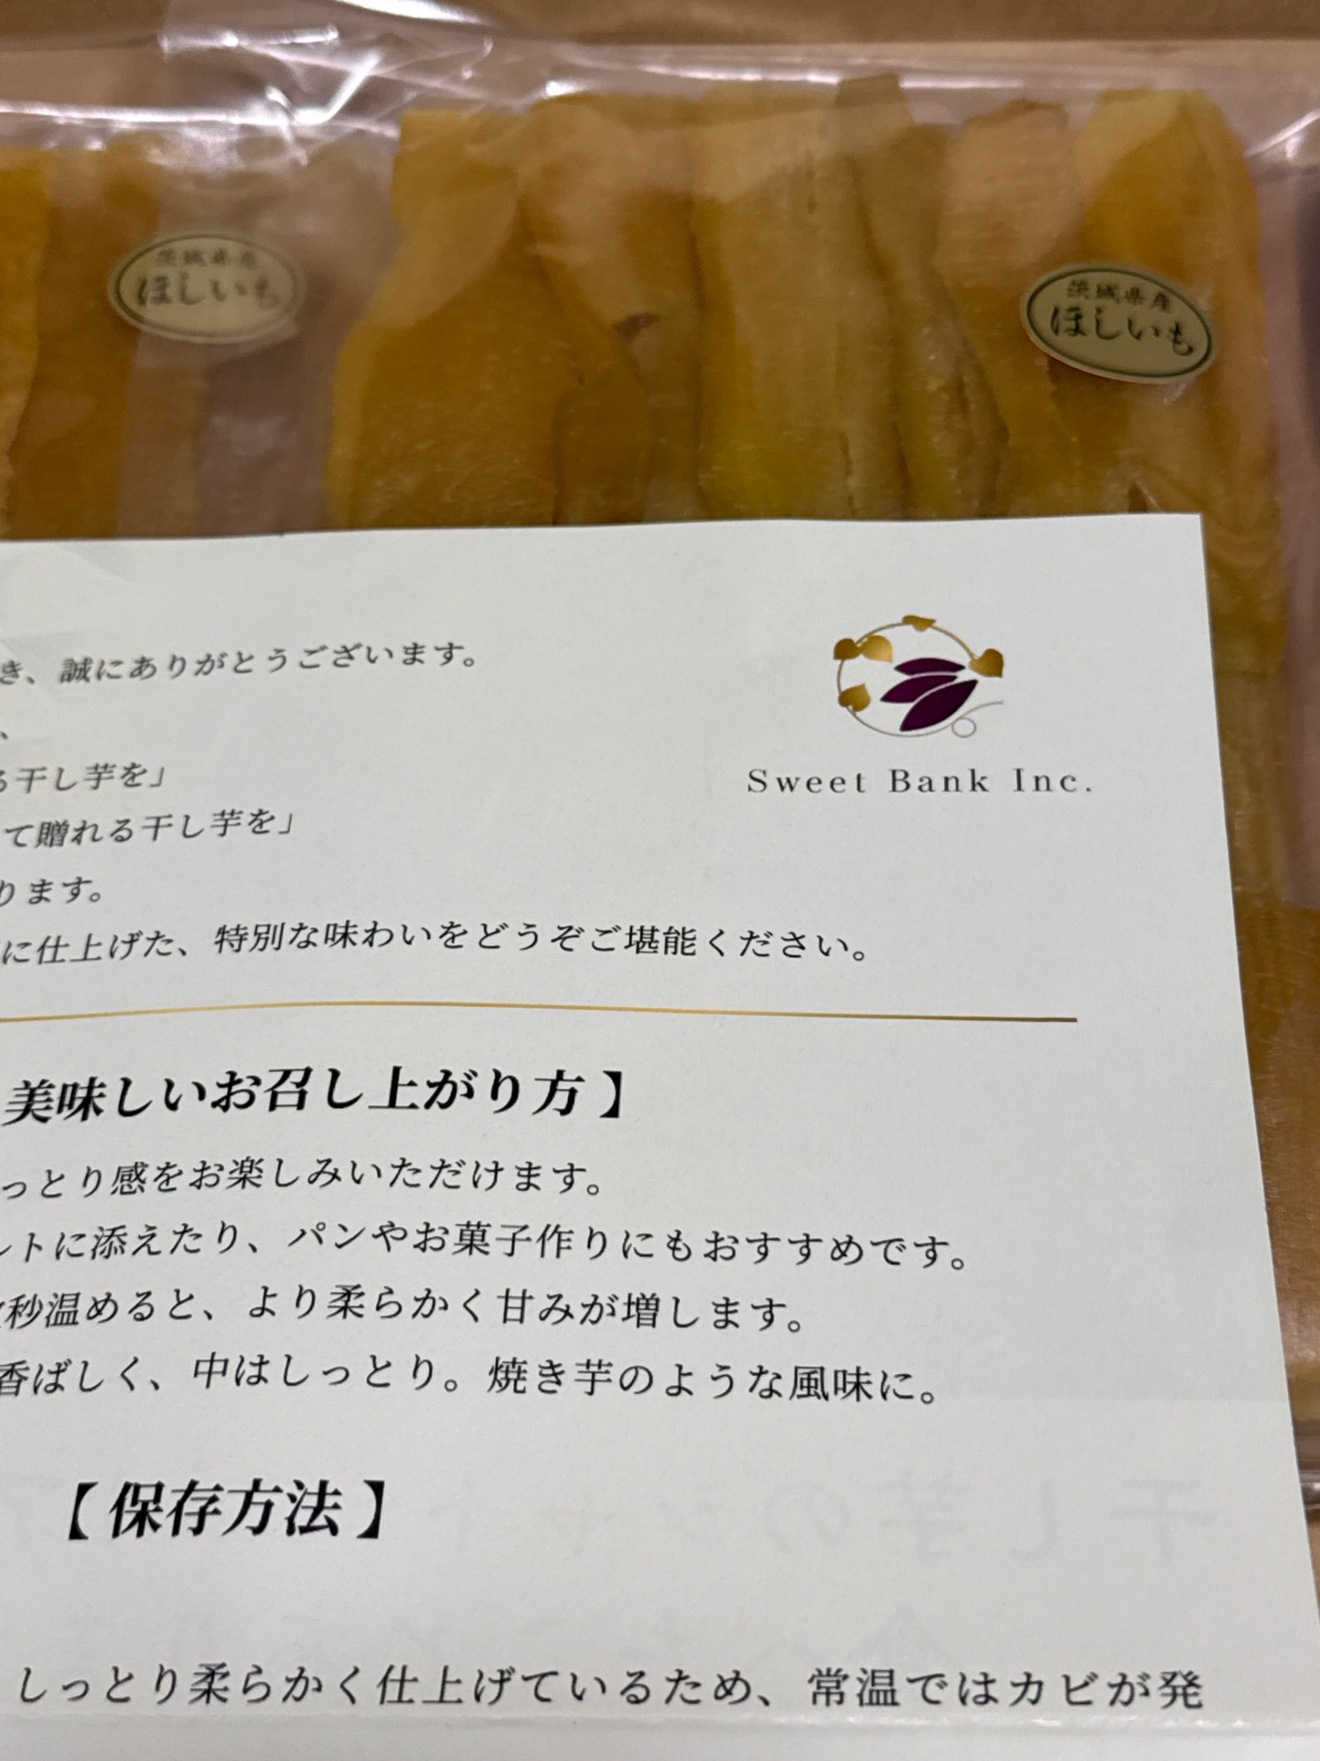 茨城県産
ほしいも
茨城県産
ほしいも
き、誠にありがとうございます。
Sweet Bank Inc.
、
る干し芋を」
て贈れる干し芋を」
ります。
に仕上げた、特別な味わいをどうぞご堪能ください。
美味しいお召し上がり方】
っとり感をお楽しみいただけます。
ルトに添えたり、パンやお菓子作りにもおすすめです。
秒温めると、より柔らかく甘みが増します。
香ばしく、中はしっとり。焼き芋のような風味に。
【保存方法】
しっとり柔らかく仕上げているため、常温ではカビが発